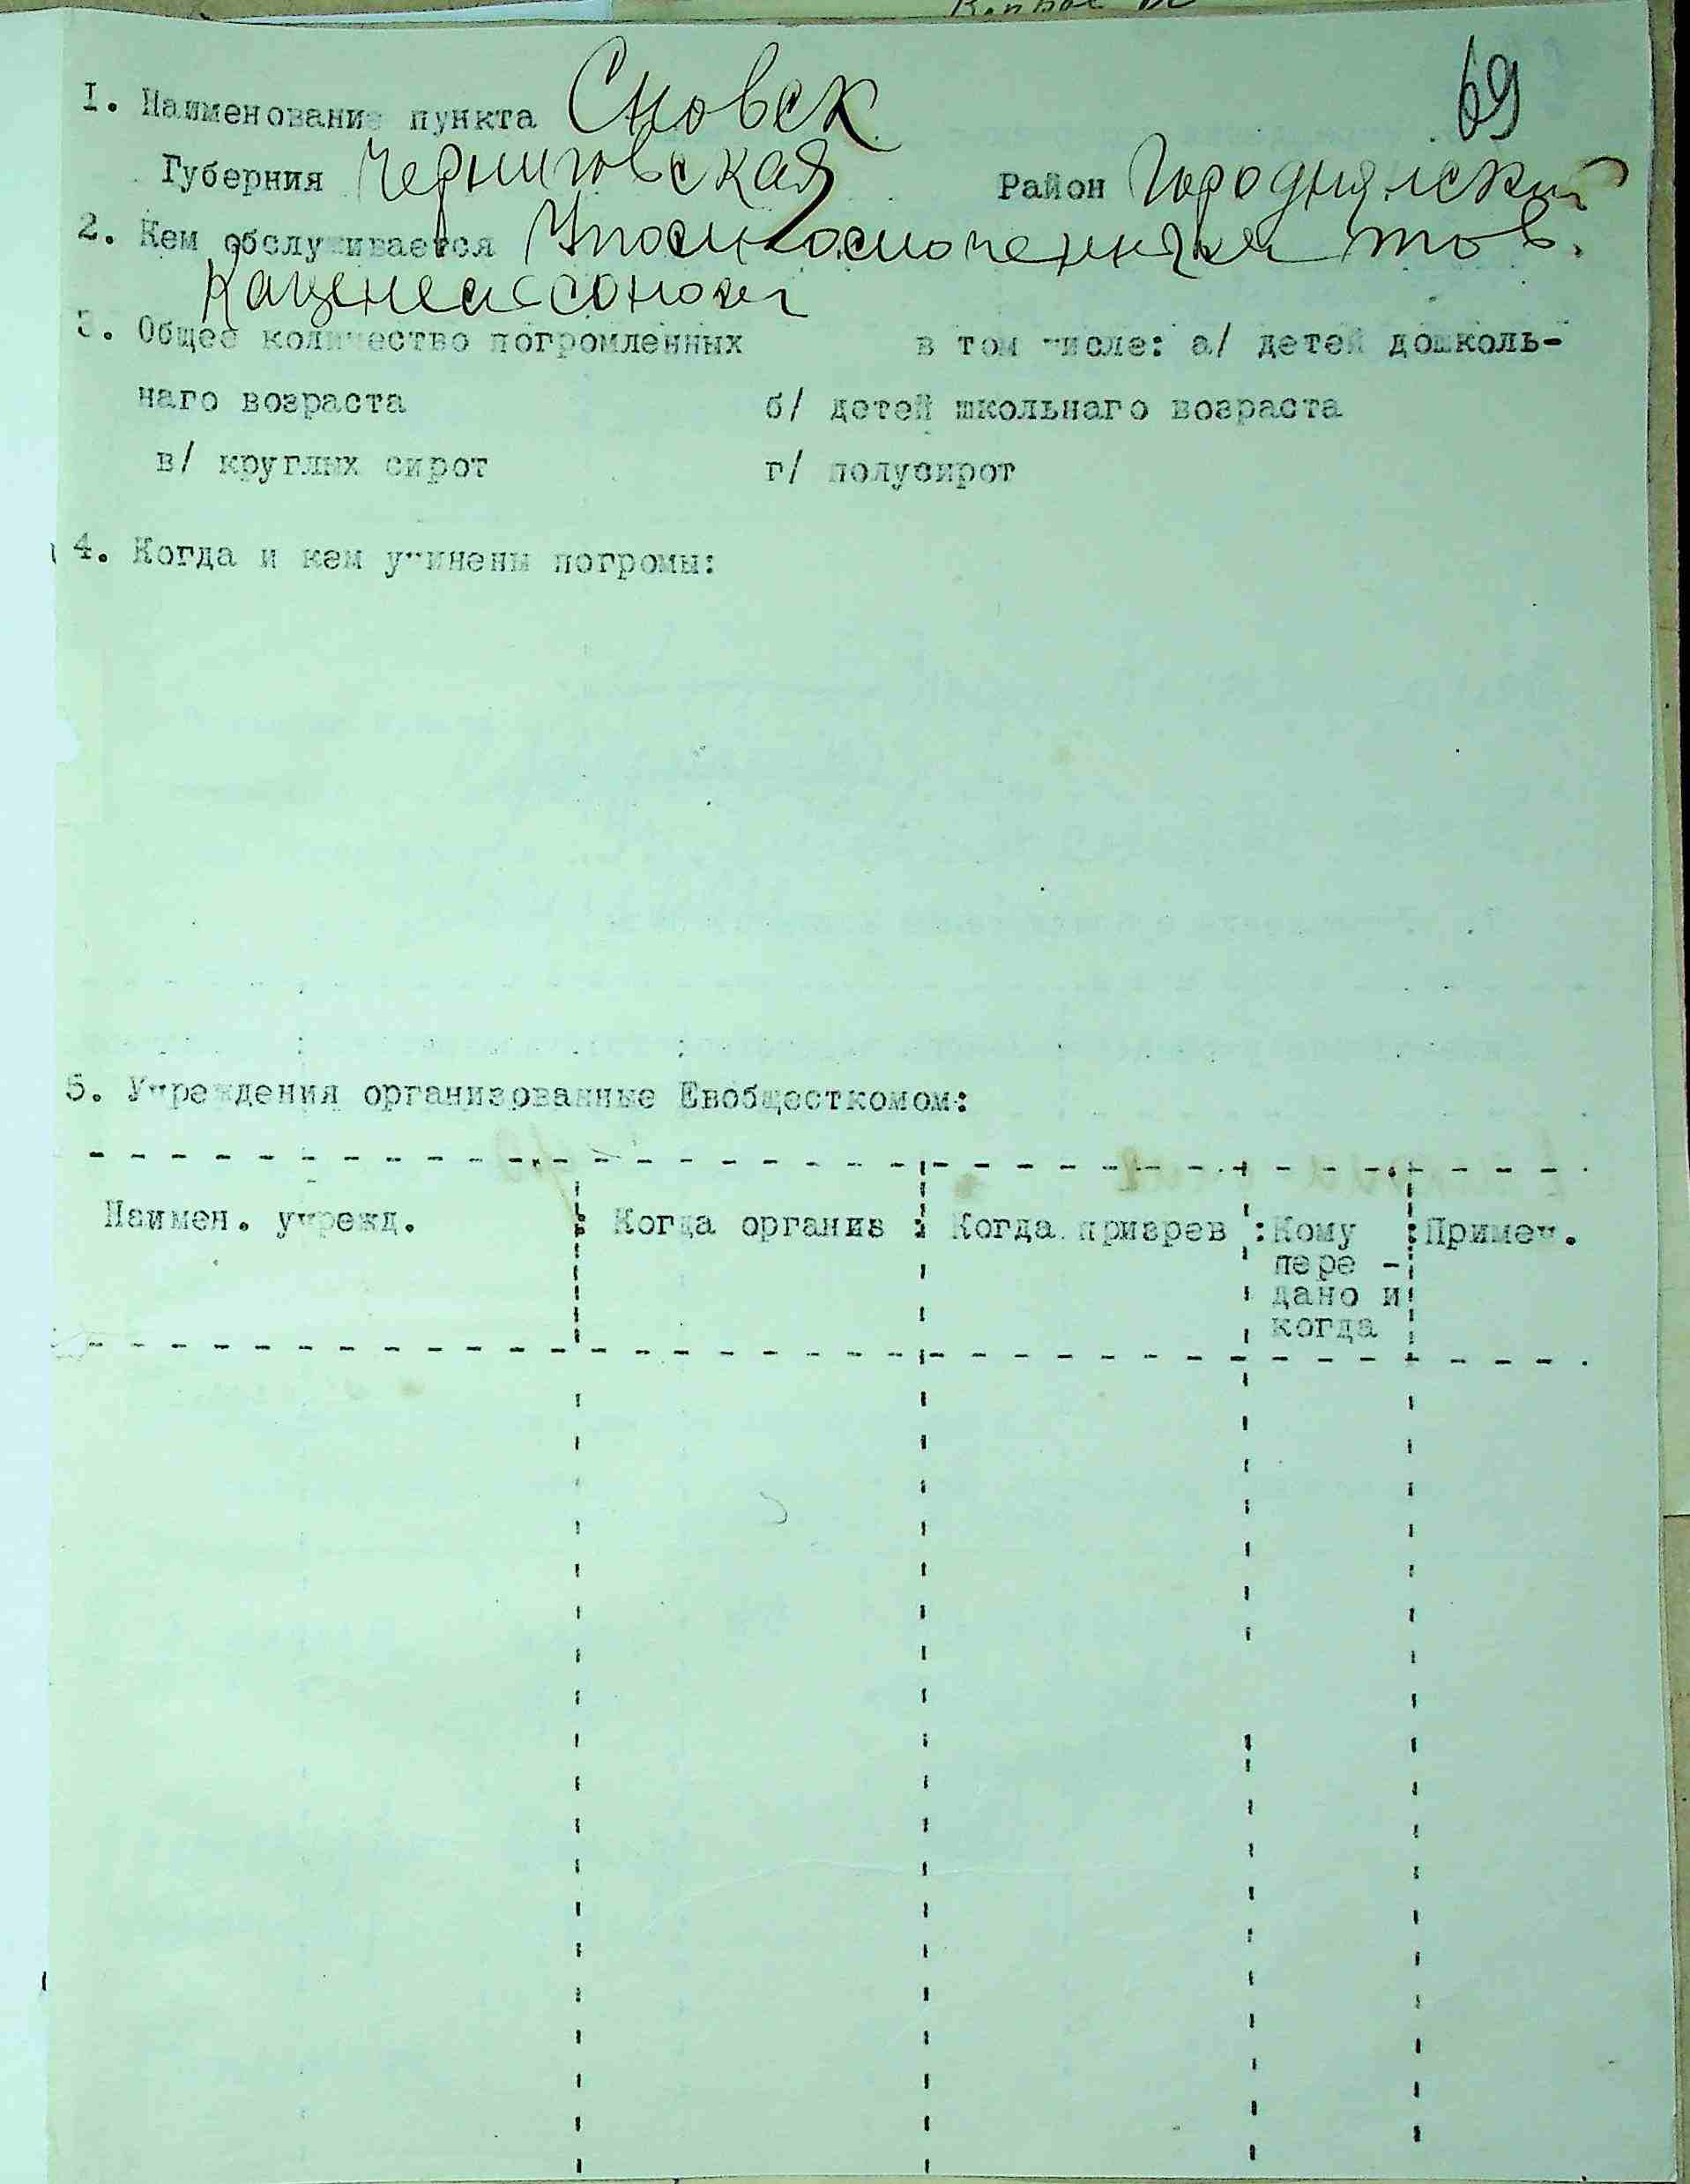 69
1. Наименование пункта Сновск
Губерния Черниговская Район Городнянский
2. Кем обслуживается тов.
3. Общее количество погромленных в том числе: а/ детей дошколь-
наго возраста б/ детей школьнаго возраста
в/ круглых сирот г/ полусирот
4. Когда и кем учинены погромы:
5. Учреждения организованные Евобщесткомом:
Наимен. учрежд. : Когда организ : Когда призрев : Кому : Примеч.
пере -
дано и
когда